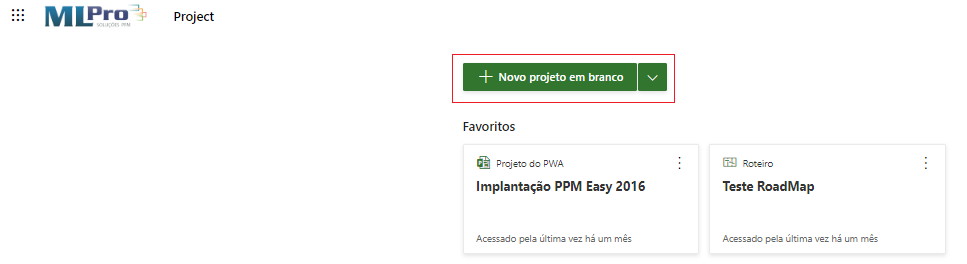 MLPro
SOLUÇÕES PPM
Project
Novo projeto em branco
Favoritos
Projeto do PWA
Implantação PPM Easy 2016
Acessado pela última vez há um mês
Roteiro
Teste RoadMap
Acessado pela última vez há um mês